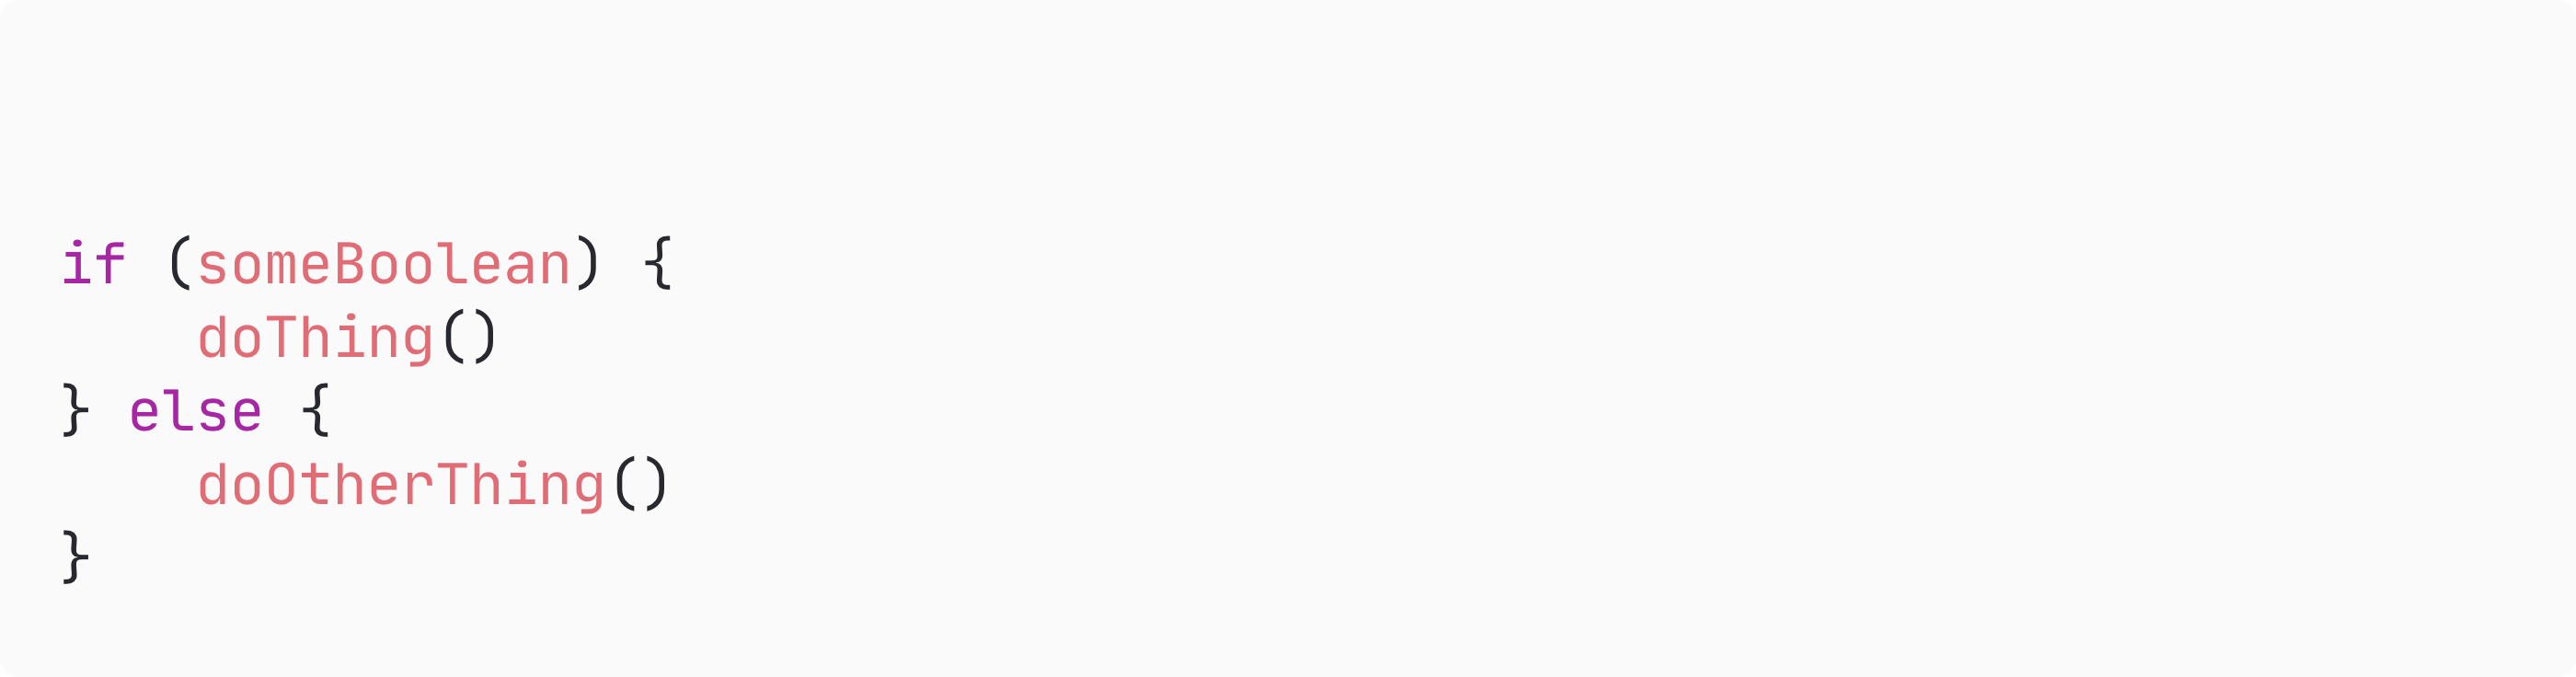 if (someBoolean) {
    doThing()
} else {
    doOtherThing()
}